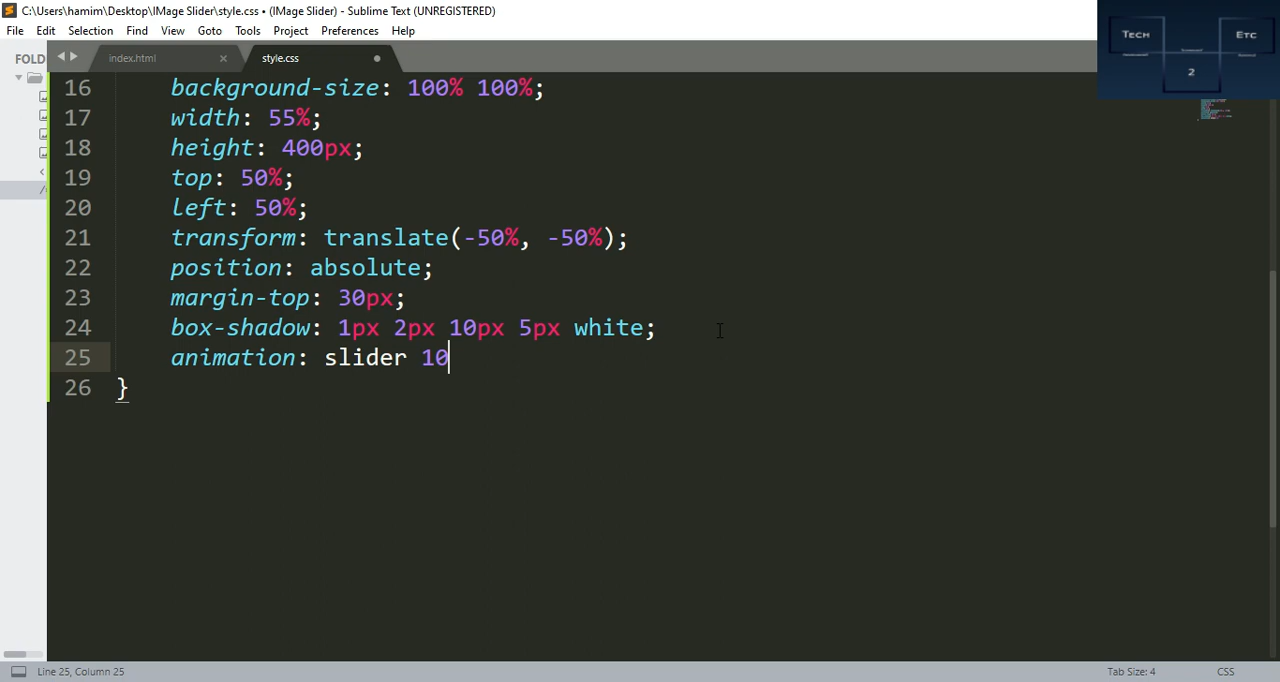 C:\Users\hamim\Desktop\IMage Slider\style.css • (IMage Slider) - Sublime Text (UNREGISTERED)
File Edit Selection Find View Goto Tools Project Preferences Help
FOLD
index.html ×
style.css
Tech
Etc
2
16 background-size: 100% 100%;
17 width: 55%;
18 height: 400px;
19 top: 50%;
20 left: 50%;
21 transform: translate(-50%, -50%);
22 position: absolute;
23 margin-top: 30px;
24 box-shadow: 1px 2px 10px 5px white;
25 animation: slider 10
26 }
Line 25, Column 25
Tab Size: 4
CSS